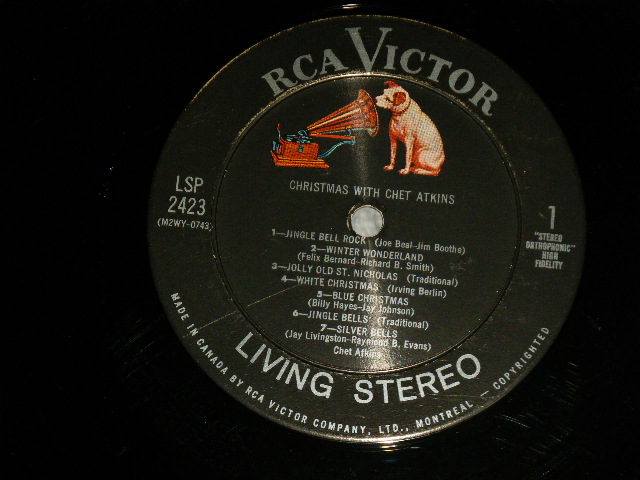 RCA VICTOR
CHRISTMAS WITH CHET ATKINS
LSP
2423
(M2WY-0743)
1
"STEREO
ORTHOPHONIC"
HIGH
FIDELITY
1—JINGLE BELL ROCK (Joe Beal-Jim Boothe)
2—WINTER WONDERLAND
(Felix Bernard-Richard B. Smith)
3—JOLLY OLD ST. NICHOLAS (Traditional)
4—WHITE CHRISTMAS (Irving Berlin)
5—BLUE CHRISTMAS
(Billy Hayes-Jay Johnson)
6—JINGLE BELLS (Traditional)
7—SILVER BELLS
(Jay Livingston-Raymond B. Evans)
Chet Atkins
LIVING STEREO
MADE IN CANADA BY RCA VICTOR COMPANY, LTD., MONTREAL — COPYRIGHTED